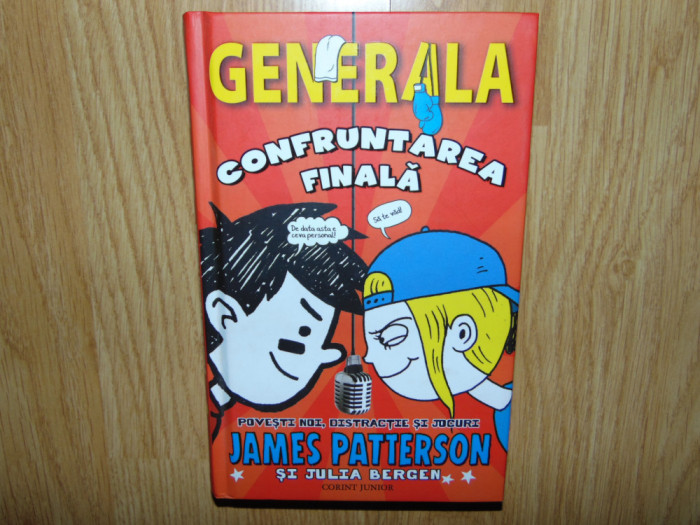 GENERALA
CONFRUNTAREA
FINALĂ
De data asta e
ceva personal!
Să te văd!
POVEȘTI NOI, DISTRACȚIE ȘI JOCURI
JAMES PATTERSON
ȘI JULIA BERGEN
CORINT JUNIOR